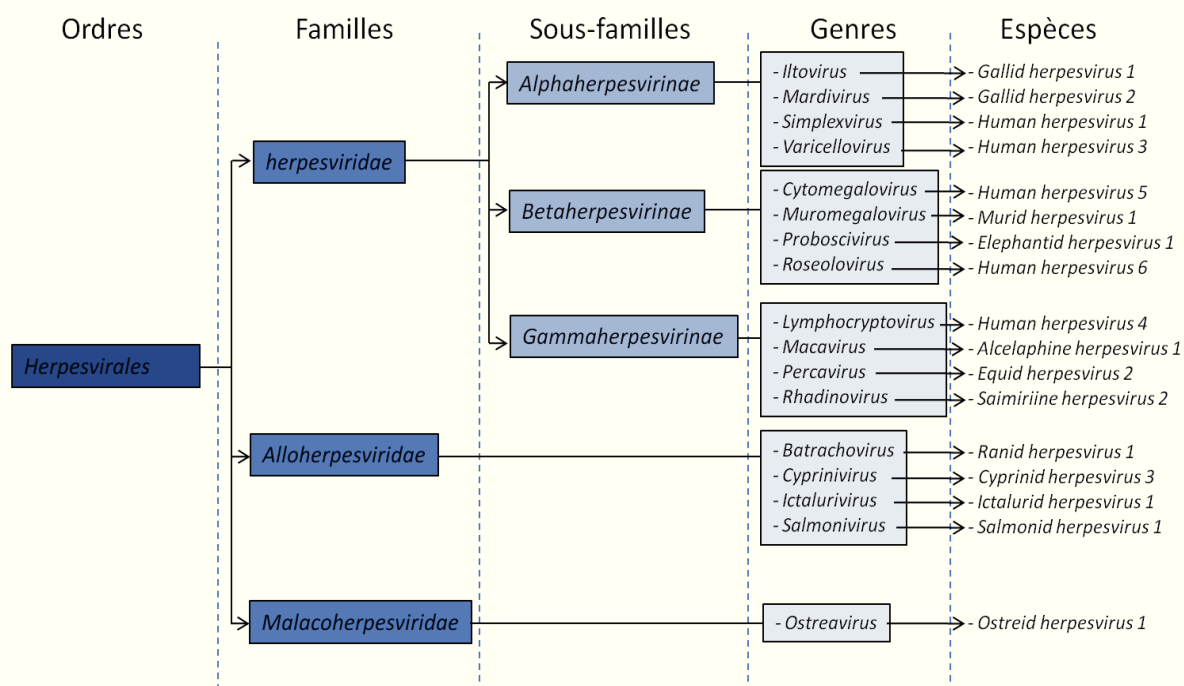 Ordres
Familles
Sous-familles
Genres
Espèces
Herpesvirales
herpesviridae
Alphaherpesvirinae
- Iltovirus
- Gallid herpesvirus 1
- Mardivirus
- Gallid herpesvirus 2
- Simplexvirus
- Human herpesvirus 1
- Varicellovirus
- Human herpesvirus 3
Betaherpesvirinae
- Cytomegalovirus
- Human herpesvirus 5
- Muromegalovirus
- Murid herpesvirus 1
- Proboscivirus
- Elephantid herpesvirus 1
- Roseolovirus
- Human herpesvirus 6
Gammaherpesvirinae
- Lymphocryptovirus
- Human herpesvirus 4
- Macavirus
- Alcelaphine herpesvirus 1
- Percavirus
- Equid herpesvirus 2
- Rhadinovirus
- Saimiriine herpesvirus 2
Alloherpesviridae
- Batrachovirus
- Ranid herpesvirus 1
- Cyprinivirus
- Cyprinid herpesvirus 3
- Ictalurivirus
- Ictalurid herpesvirus 1
- Salmonivirus
- Salmonid herpesvirus 1
Malacoherpesviridae
- Ostreavirus
- Ostreid herpesvirus 1